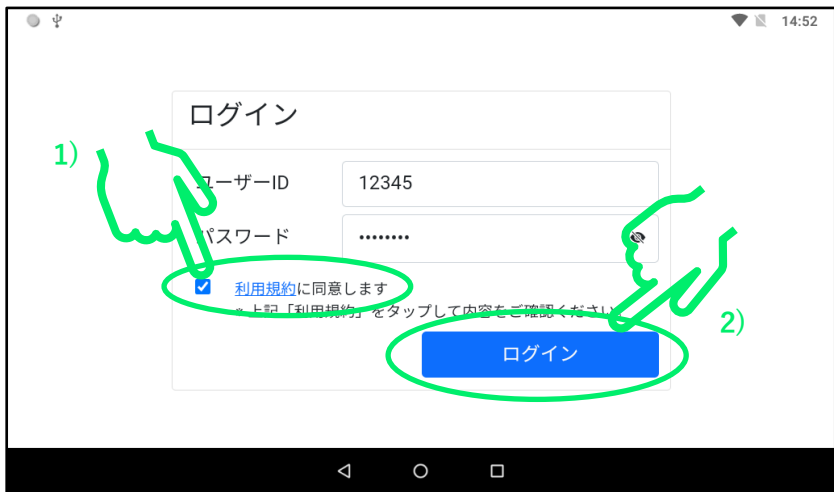 14:52
ログイン
1)
ユーザーID 12345
パスワード ••••••••
利用規約に同意します
* 上記「利用規約」をタップして内容をご確認ください
2)
ログイン